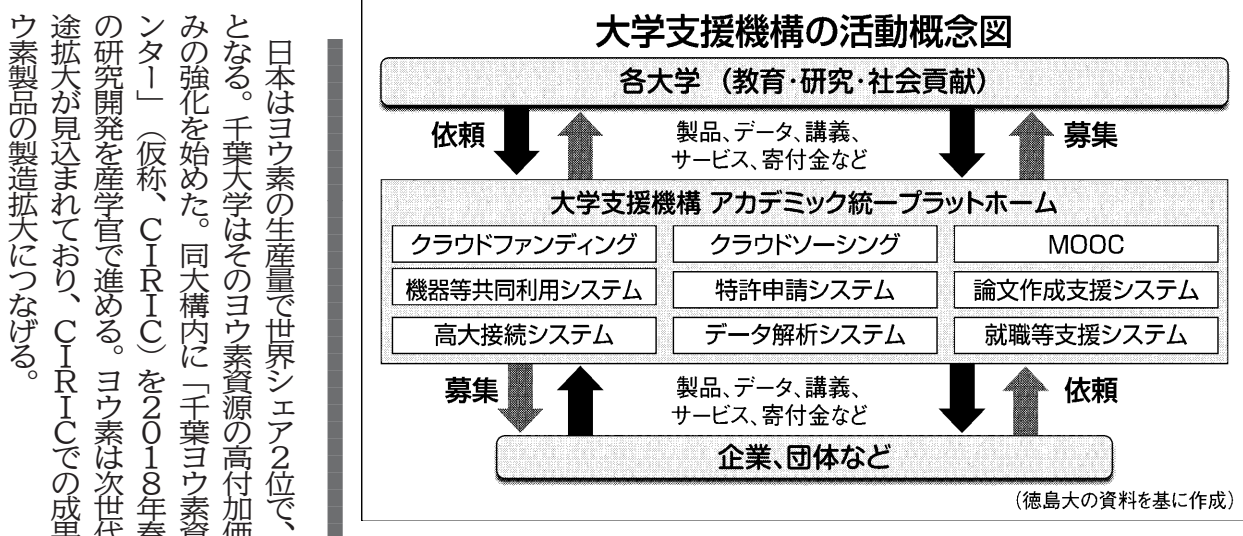 日本はヨウ素の生産量で世界シェア2位で、
となる。千葉大学はそのヨウ素資源の高付加価
みの強化を始めた。同大構内に「千葉ヨウ素資
ンター」（仮称、CIRIC）を2018年春
の研究開発を産学官で進める。ヨウ素は次世代
途拡大が見込まれており、CIRICでの成果
ウ素製品の製造拡大につなげる。
大学支援機構の活動概念図
各大学（教育・研究・社会貢献）
依頼
製品、データ、講義、
サービス、寄付金など
募集
大学支援機構 アカデミック統一プラットホーム
クラウドファンディング
クラウドソーシング
MOOC
機器等共同利用システム
特許申請システム
論文作成支援システム
高大接続システム
データ解析システム
就職等支援システム
募集
製品、データ、講義、
サービス、寄付金など
依頼
企業、団体など
（徳島大の資料を基に作成）